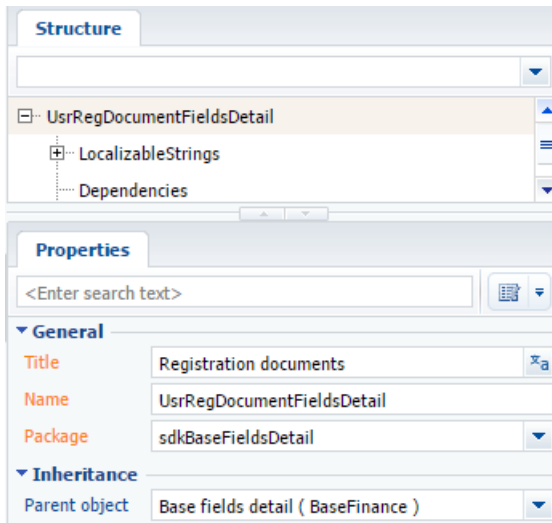 Structure
UsrRegDocumentFieldsDetail
LocalizableStrings
Dependencies
Properties
<Enter search text>
General
Title Registration documents xa
Name UsrRegDocumentFieldsDetail
Package sdkBaseFieldsDetail
Inheritance
Parent object Base fields detail ( BaseFinance )